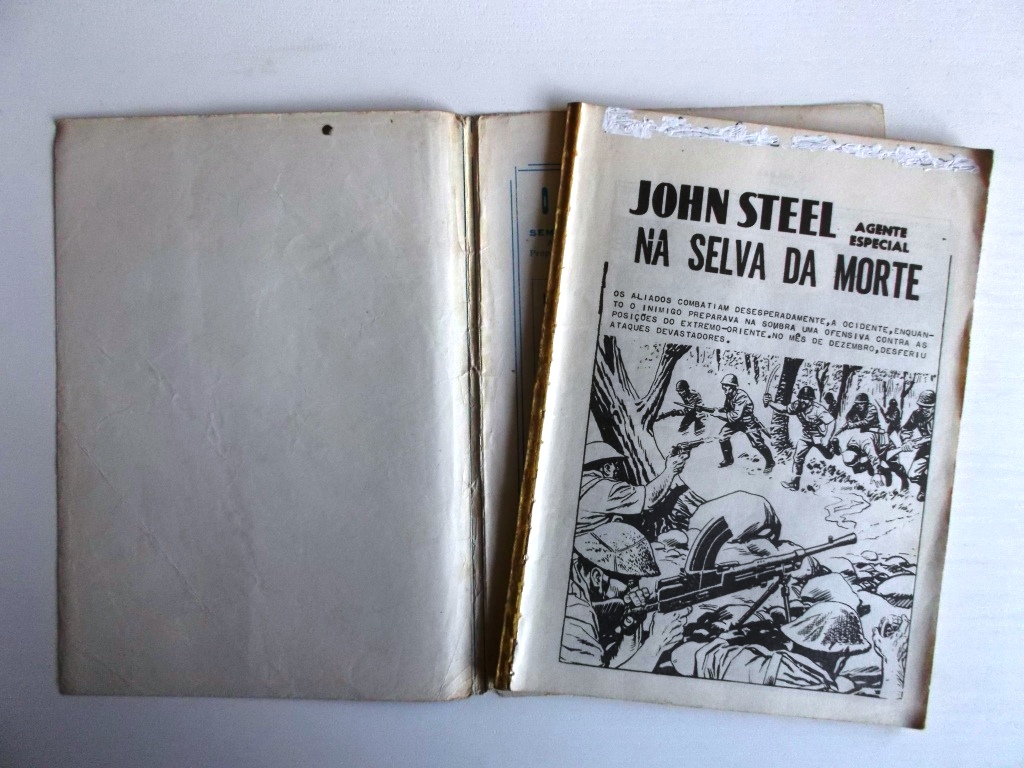 SEM
JOHN STEEL AGENTE
ESPECIAL
NA SELVA DA MORTE
OS ALIADOS COMBATIAM DESESPERADAMENTE, A OCIDENTE, ENQUAN-
TO O INIMIGO PREPARAVA NA SOMBRA UMA OFENSIVA CONTRA AS
POSIÇÕES DO EXTREMO-ORIENTE. NO MÊS DE DEZEMBRO, DESFERIU
ATAQUES DEVASTADORES.